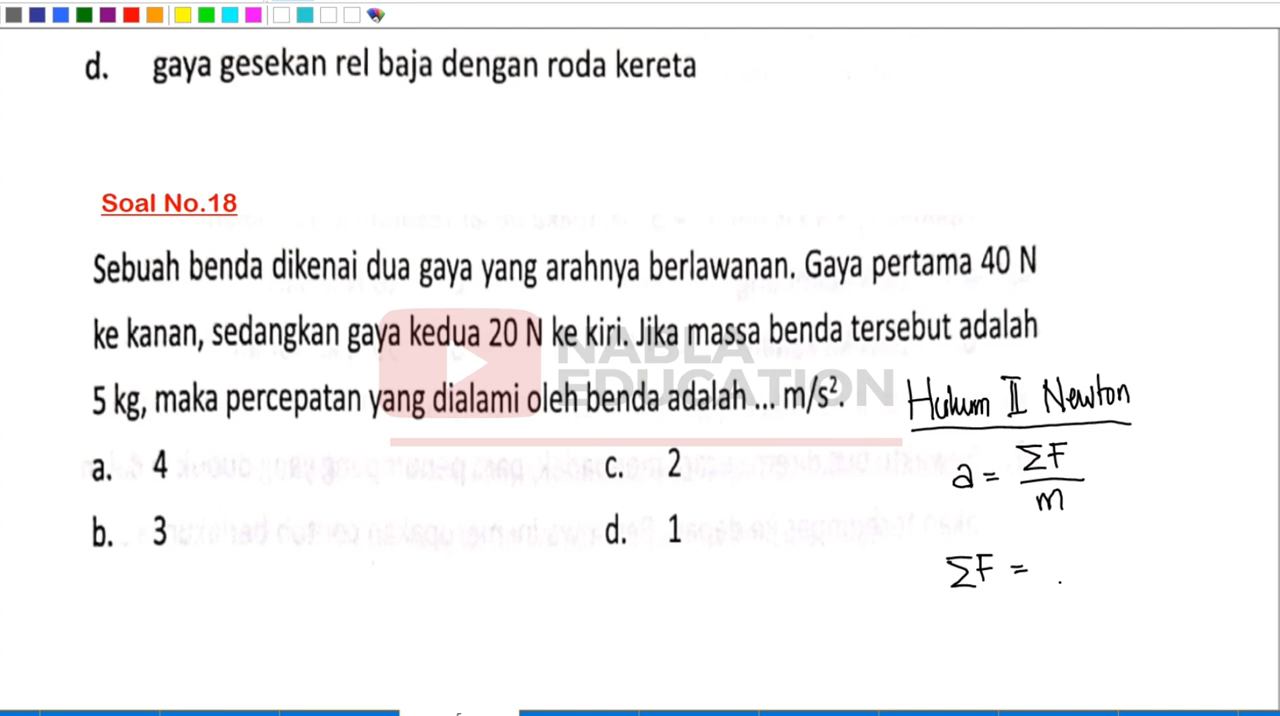 d. gaya gesekan rel baja dengan roda kereta
Soal No.18
Sebuah benda dikenai dua gaya yang arahnya berlawanan. Gaya pertama 40 N
ke kanan, sedangkan gaya kedua 20 N ke kiri. Jika massa benda tersebut adalah
NABLA
EDUCATION
5 kg, maka percepatan yang dialami oleh benda adalah ... m/s².
a. 4
c. 2
b. 3
d. 1
Hukum II Newton
a = ΣF
m
ΣF =